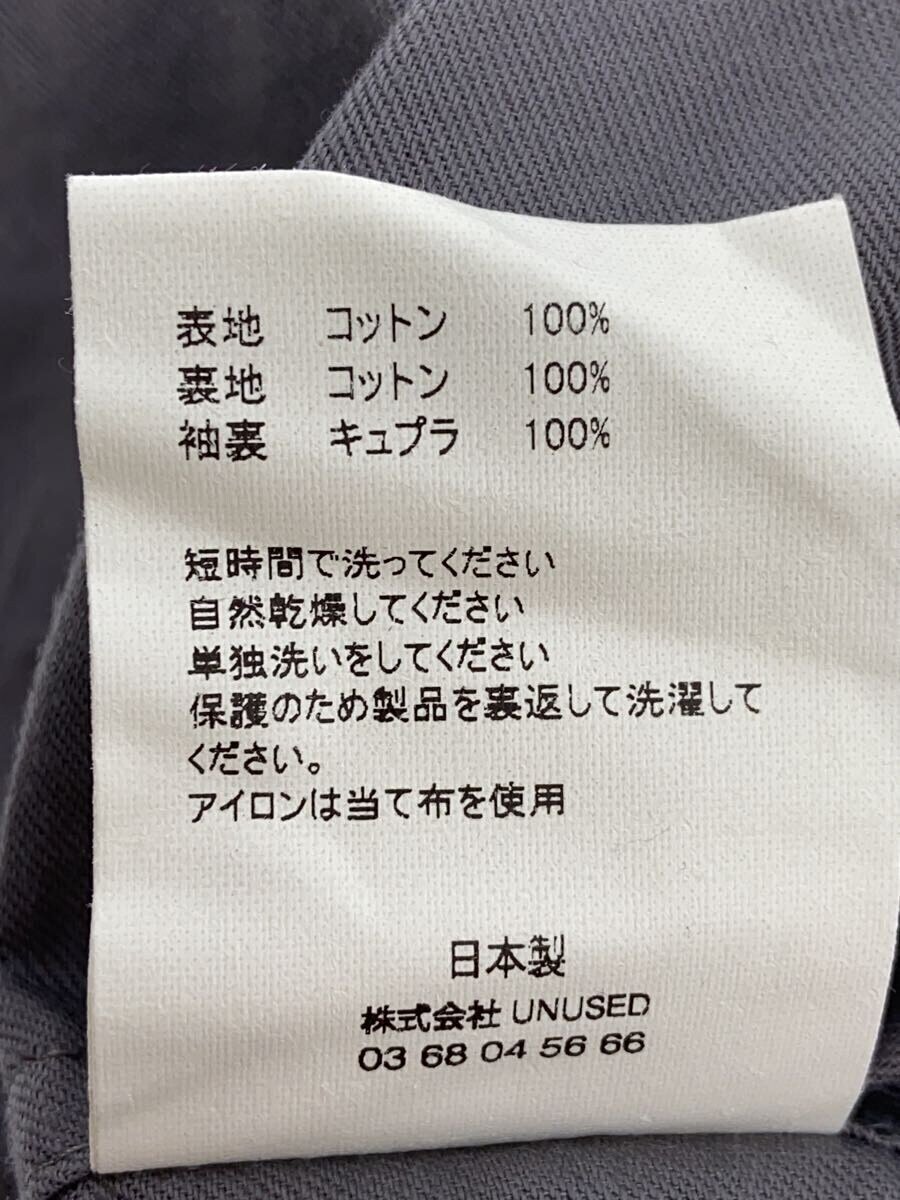 表地 コットン 100%
裏地 コットン 100%
袖裏 キュプラ 100%
短時間で洗ってください
自然乾燥してください
単独洗いをしてください
保護のため製品を裏返して洗濯して
ください。
アイロンは当て布を使用
日本製
株式会社 UNUSED
03 68 04 56 66